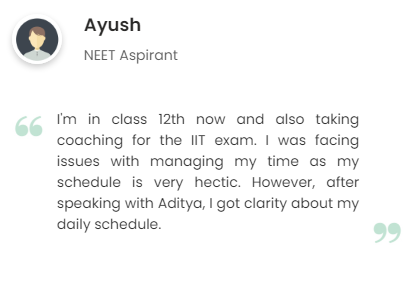 Ayush
NEET Aspirant
“
I'm in class 12th now and also taking
coaching for the IIT exam. I was facing
issues with managing my time as my
schedule is very hectic. However, after
speaking with Aditya, I got clarity about my
daily schedule.
”